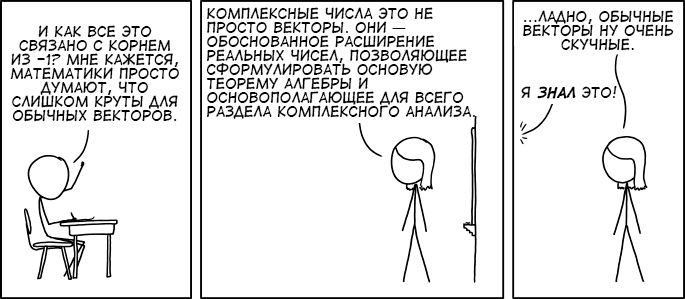 И КАК ВСЕ ЭТО
СВЯЗАНО С КОРНЕМ
ИЗ -1? МНЕ КАЖЕТСЯ,
МАТЕМАТИКИ ПРОСТО
ДУМАЮТ, ЧТО
СЛИШКОМ КРУТЫ ДЛЯ
ОБЫЧНЫХ ВЕКТОРОВ.
КОМПЛЕКСНЫЕ ЧИСЛА ЭТО НЕ
ПРОСТО ВЕКТОРЫ. ОНИ —
ОБОСНОВАННОЕ РАСШИРЕНИЕ
РЕАЛЬНЫХ ЧИСЕЛ, ПОЗВОЛЯЮЩЕЕ
СФОРМУЛИРОВАТЬ ОСНОВУЮ
ТЕОРЕМУ АЛГЕБРЫ И
ОСНОВОПОЛАГАЮЩЕЕ ДЛЯ ВСЕГО
РАЗДЕЛА КОМПЛЕКСНОГО АНАЛИЗА.
...ЛАДНО, ОБЫЧНЫЕ
ВЕКТОРЫ НУ ОЧЕНЬ
СКУЧНЫЕ.
Я ЗНАЛ ЭТО!